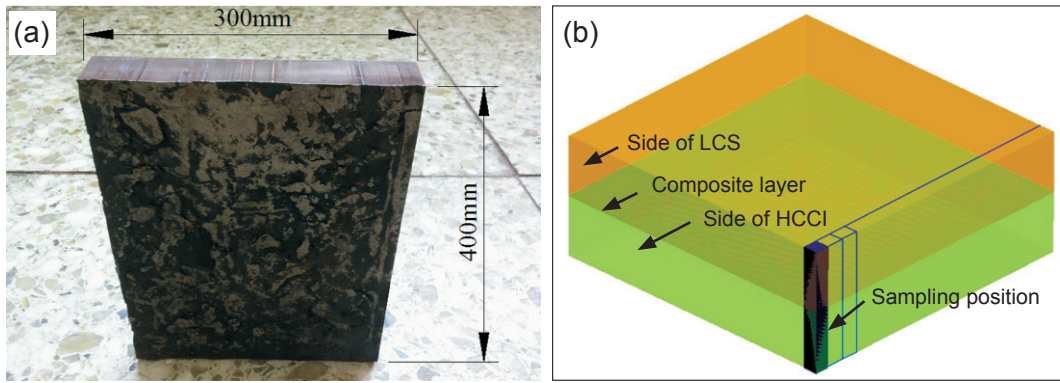 (a)
300mm
400mm
(b)
Side of LCS
Composite layer
Side of HCCI
Sampling position